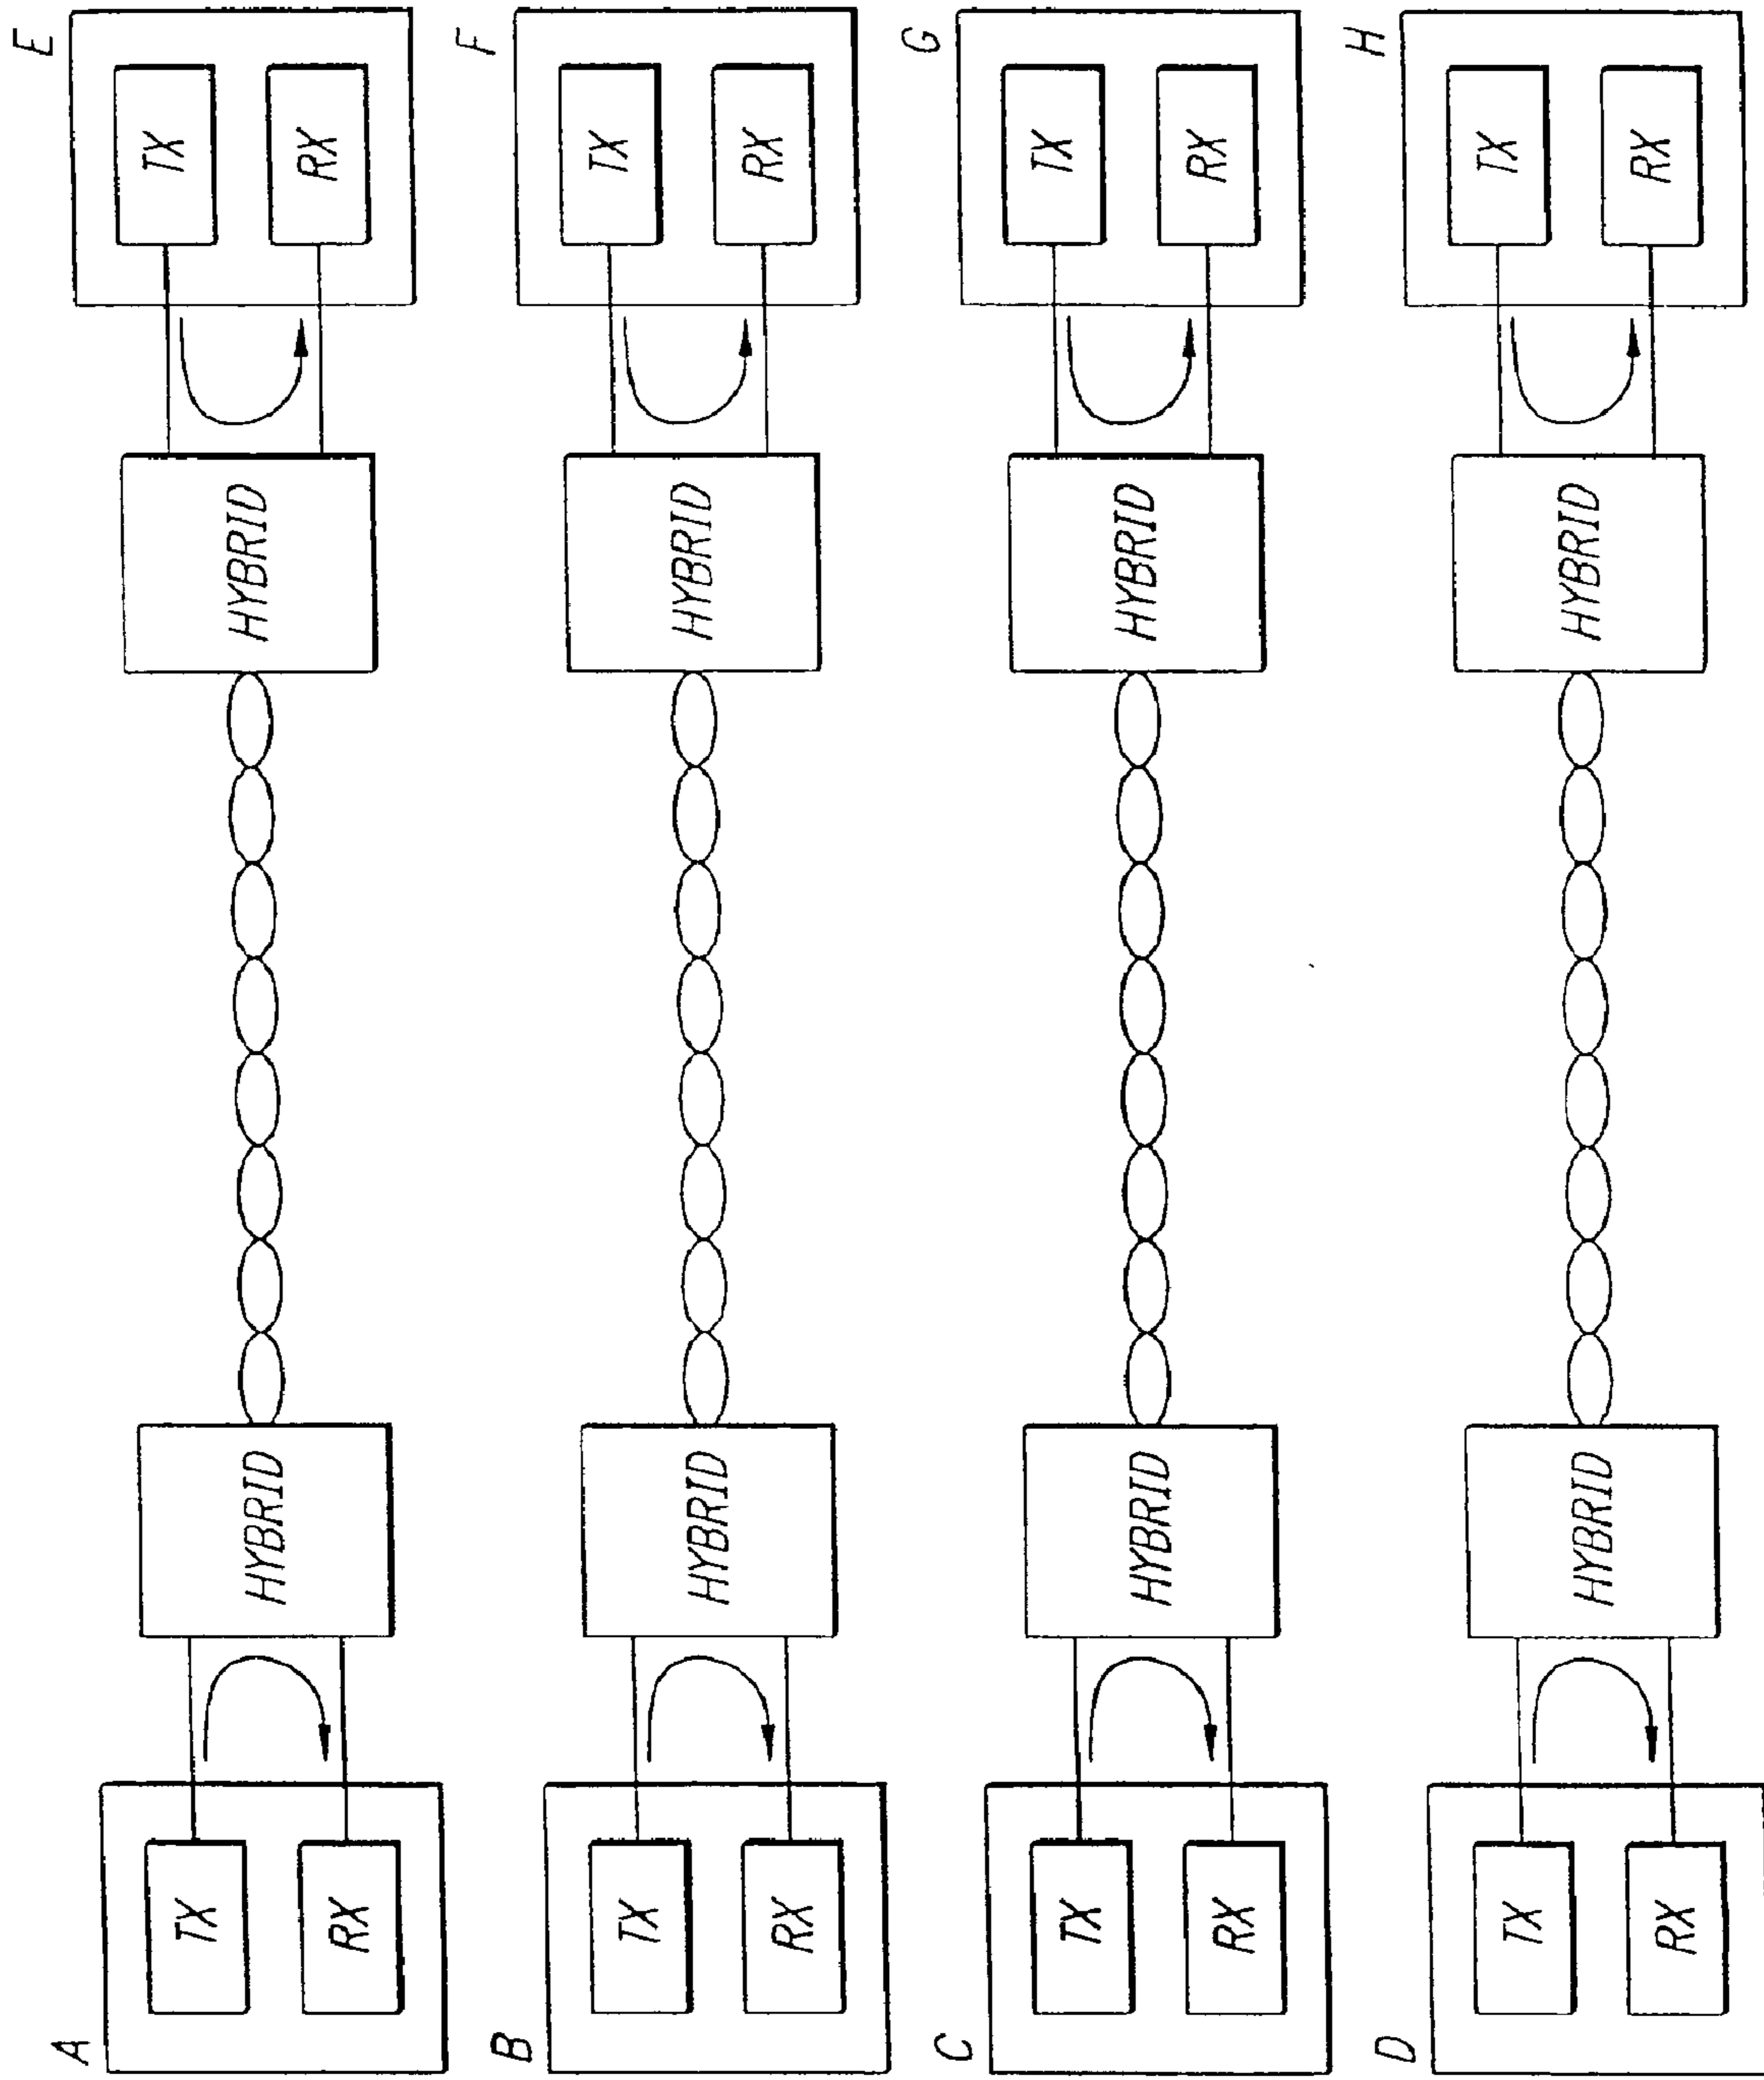 A
TX
RX
HYBRID
HYBRID
E
TX
RX
B
TX
RX
HYBRID
HYBRID
F
TX
RX
C
TX
RX
HYBRID
HYBRID
G
TX
RX
D
TX
RX
HYBRID
HYBRID
H
TX
RX